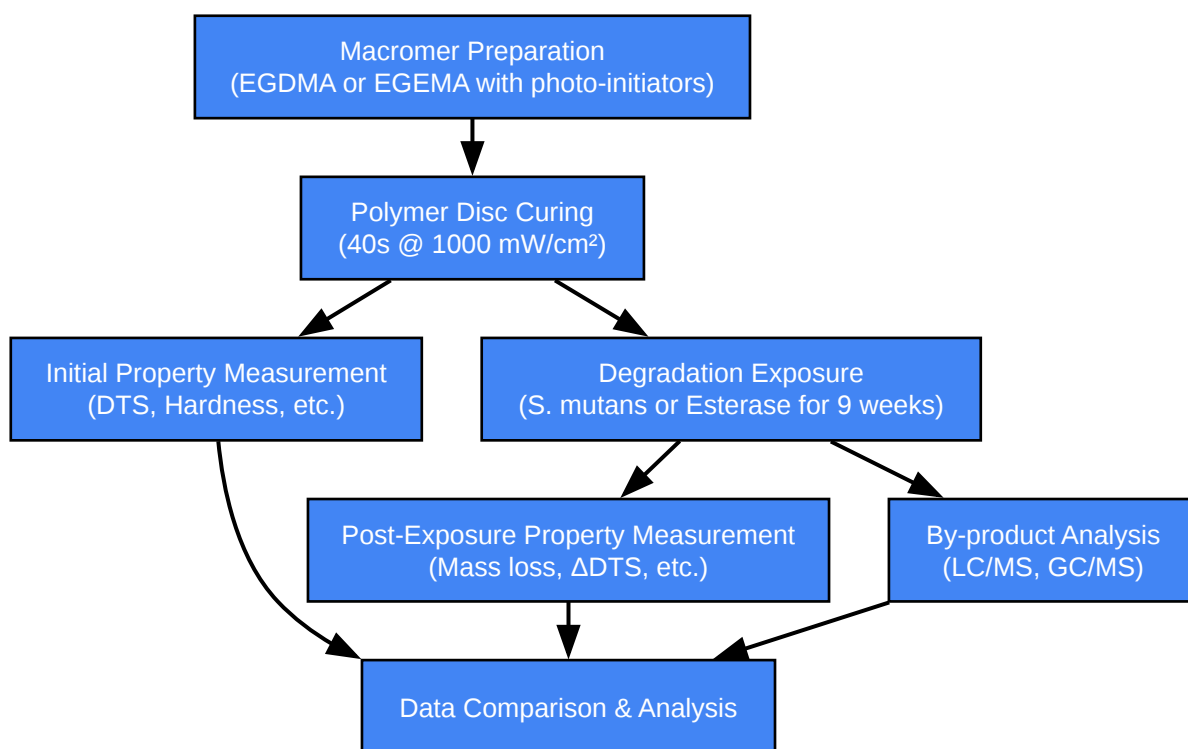 Macromer Preparation
(EGDMA or EGEMA with photo-initiators)
Polymer Disc Curing
(40s @ 1000 mW/cm²)
Initial Property Measurement
(DTS, Hardness, etc.)
Degradation Exposure
(S. mutans or Esterase for 9 weeks)
Post-Exposure Property Measurement
(Mass loss, ΔDTS, etc.)
By-product Analysis
(LC/MS, GC/MS)
Data Comparison & Analysis